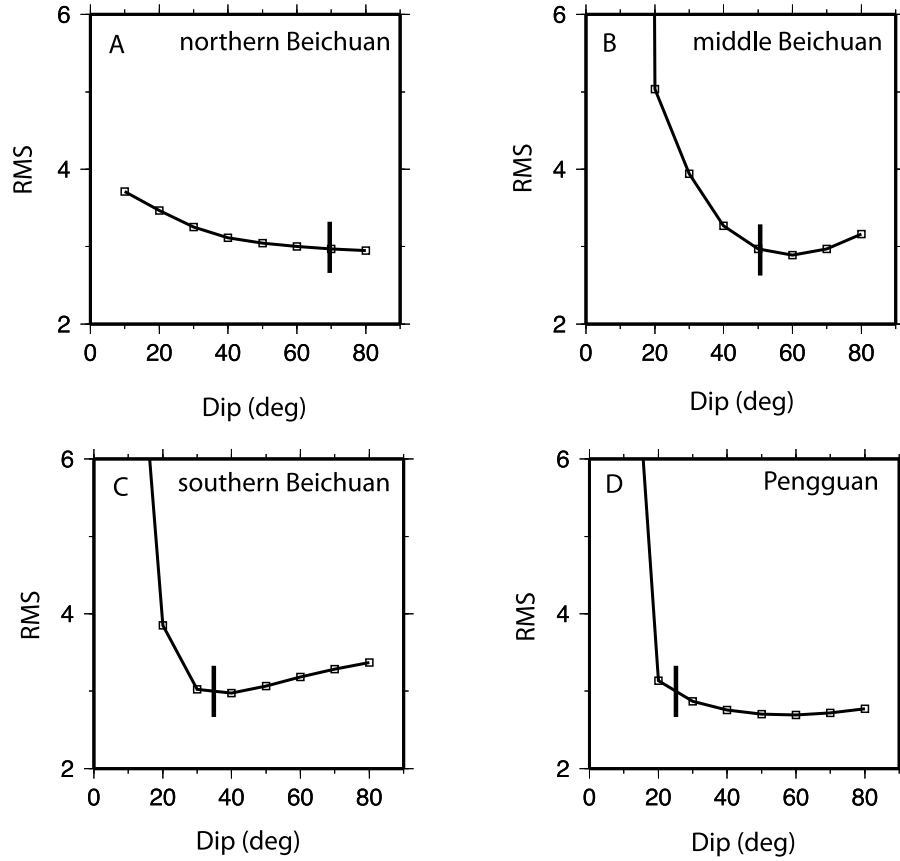 A northern Beichuan
6
4
2
RMS
0 20 40 60 80
Dip (deg)
B middle Beichuan
6
4
2
RMS
0 20 40 60 80
Dip (deg)
C southern Beichuan
6
4
2
RMS
0 20 40 60 80
Dip (deg)
D Pengguan
6
4
2
RMS
0 20 40 60 80
Dip (deg)